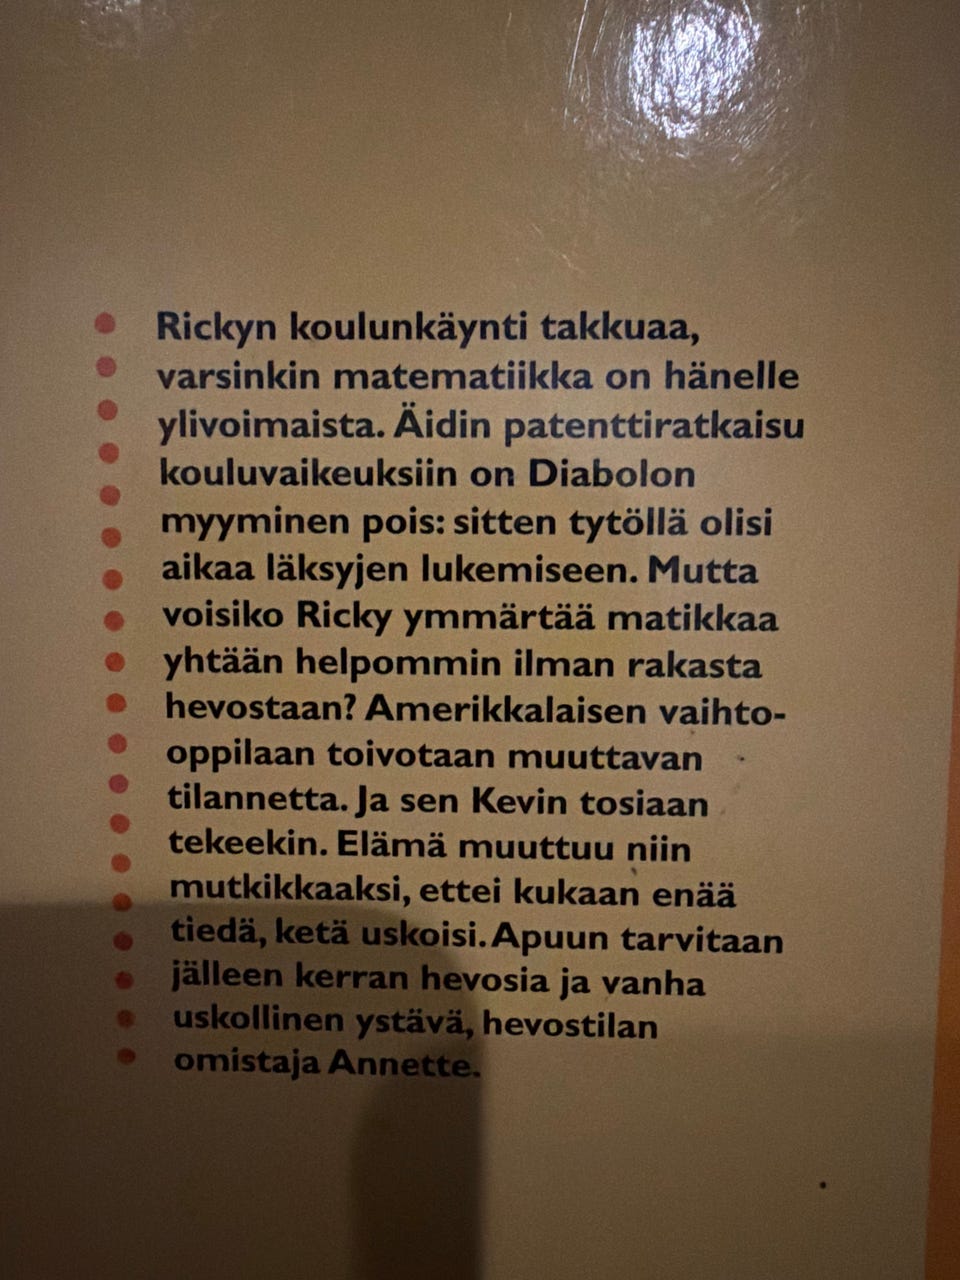 Rickyn koulunkäynti takkuaa,
varsinkin matematiikka on hänelle
ylivoimaista. Äidin patenttiratkaisu
kouluvaikeuksiin on Diabolon
myyminen pois: sitten tytöllä olisi
aikaa läksyjen lukemiseen. Mutta
voisiko Ricky ymmärtää matikkaa
yhtään helpommin ilman rakasta
hevostaan? Amerikkalaisen vaihto-
oppilaan toivotaan muuttavan
tilannetta. Ja sen Kevin tosiaan
tekeekin. Elämä muuttuu niin
mutkikkaaksi, ettei kukaan enää
tiedä, ketä uskoisi. Apuun tarvitaan
jälleen kerran hevosia ja vanha
uskollinen ystävä, hevostilan
omistaja Annette.